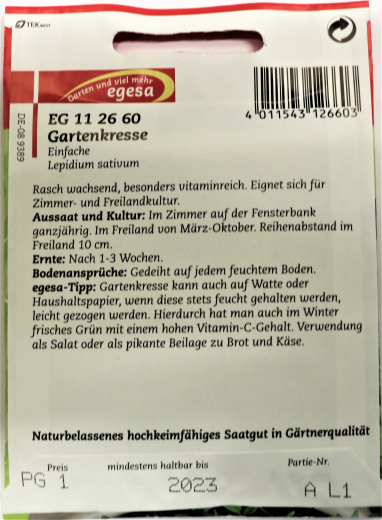 TEK
Garten und viel mehr
egesa
4 011543 126603
DE-08 9389
EG 11 26 60
Gartenkresse
Einfache
Lepidium sativum
Rasch wachsend, besonders vitaminreich. Eignet sich für
Zimmer- und Freilandkultur.
Aussaat und Kultur: Im Zimmer auf der Fensterbank
ganzjährig. Im Freiland von März-Oktober. Reihenabstand im
Freiland 10 cm.
Ernte: Nach 1-3 Wochen.
Bodenansprüche: Gedeiht auf jedem feuchtem Boden.
egesa-Tipp: Gartenkresse kann auch auf Watte oder
Haushaltspapier, wenn diese stets feucht gehalten werden,
leicht gezogen werden. Hierdurch hat man auch im Winter
frisches Grün mit einem hohen Vitamin-C-Gehalt. Verwendung
als Salat oder als pikante Beilage zu Brot und Käse.
Naturbelassenes hochkeimfähiges Saatgut in Gärtnerqualität
Preis mindestens haltbar bis Partie-Nr.
PG 1 2023 A L1